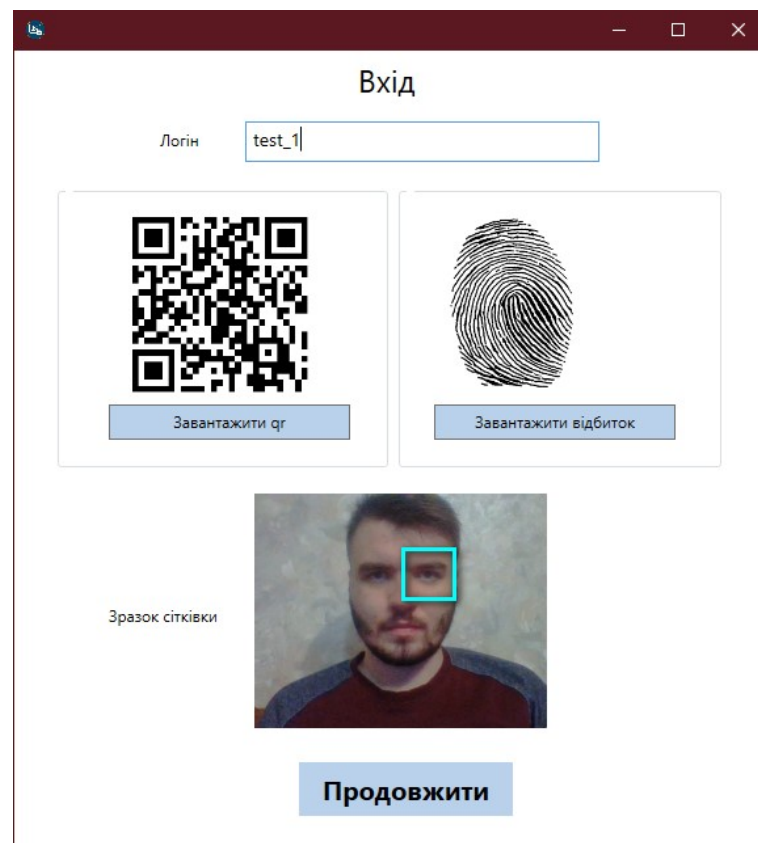 Вхід
Логін test_1
Завантажити qr Завантажити відбиток
Зразок сітківки
Продовжити